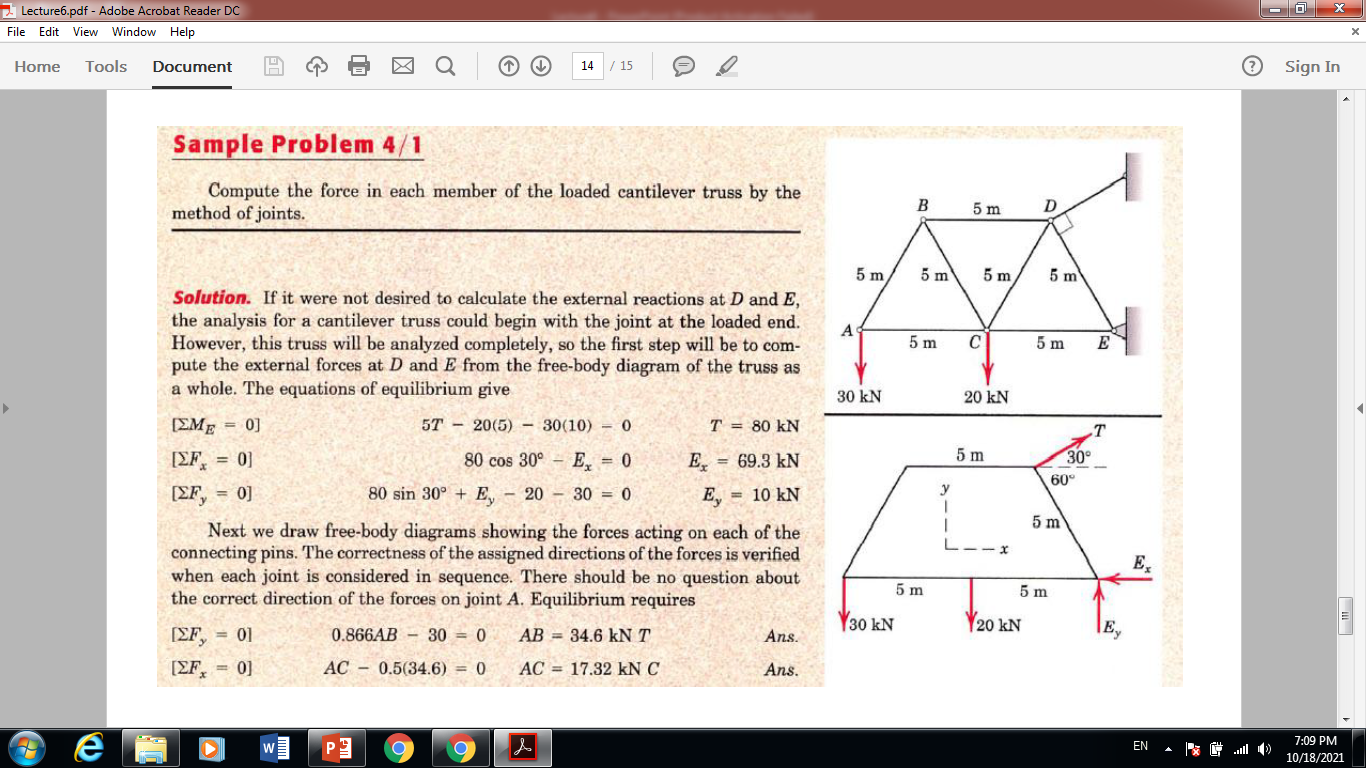 Lecture6.pdf - Adobe Acrobat Reader DC
File Edit View Window Help
Home Tools Document 14 / 15 Sign In
Sample Problem 4/1
Compute the force in each member of the loaded cantilever truss by the
method of joints.
Solution. If it were not desired to calculate the external reactions at D and E,
the analysis for a cantilever truss could begin with the joint at the loaded end.
However, this truss will be analyzed completely, so the first step will be to com-
pute the external forces at D and E from the free-body diagram of the truss as
a whole. The equations of equilibrium give
[ΣM_E = 0] 5T − 20(5) − 30(10) = 0 T = 80 kN
[ΣF_x = 0] 80 cos 30° − E_x = 0 E_x = 69.3 kN
[ΣF_y = 0] 80 sin 30° + E_y − 20 − 30 = 0 E_y = 10 kN
Next we draw free-body diagrams showing the forces acting on each of the
connecting pins. The correctness of the assigned directions of the forces is verified
when each joint is considered in sequence. There should be no question about
the correct direction of the forces on joint A. Equilibrium requires
[ΣF_y = 0] 0.866AB − 30 = 0 AB = 34.6 kN T Ans.
[ΣF_x = 0] AC − 0.5(34.6) = 0 AC = 17.32 kN C Ans.
B 5 m D
5 m 5 m 5 m 5 m
A 5 m C 5 m E
30 kN 20 kN
T
5 m 30°
60°
y
5 m
x
E_x
5 m 5 m
30 kN 20 kN E_y
EN 7:09 PM
10/18/2021